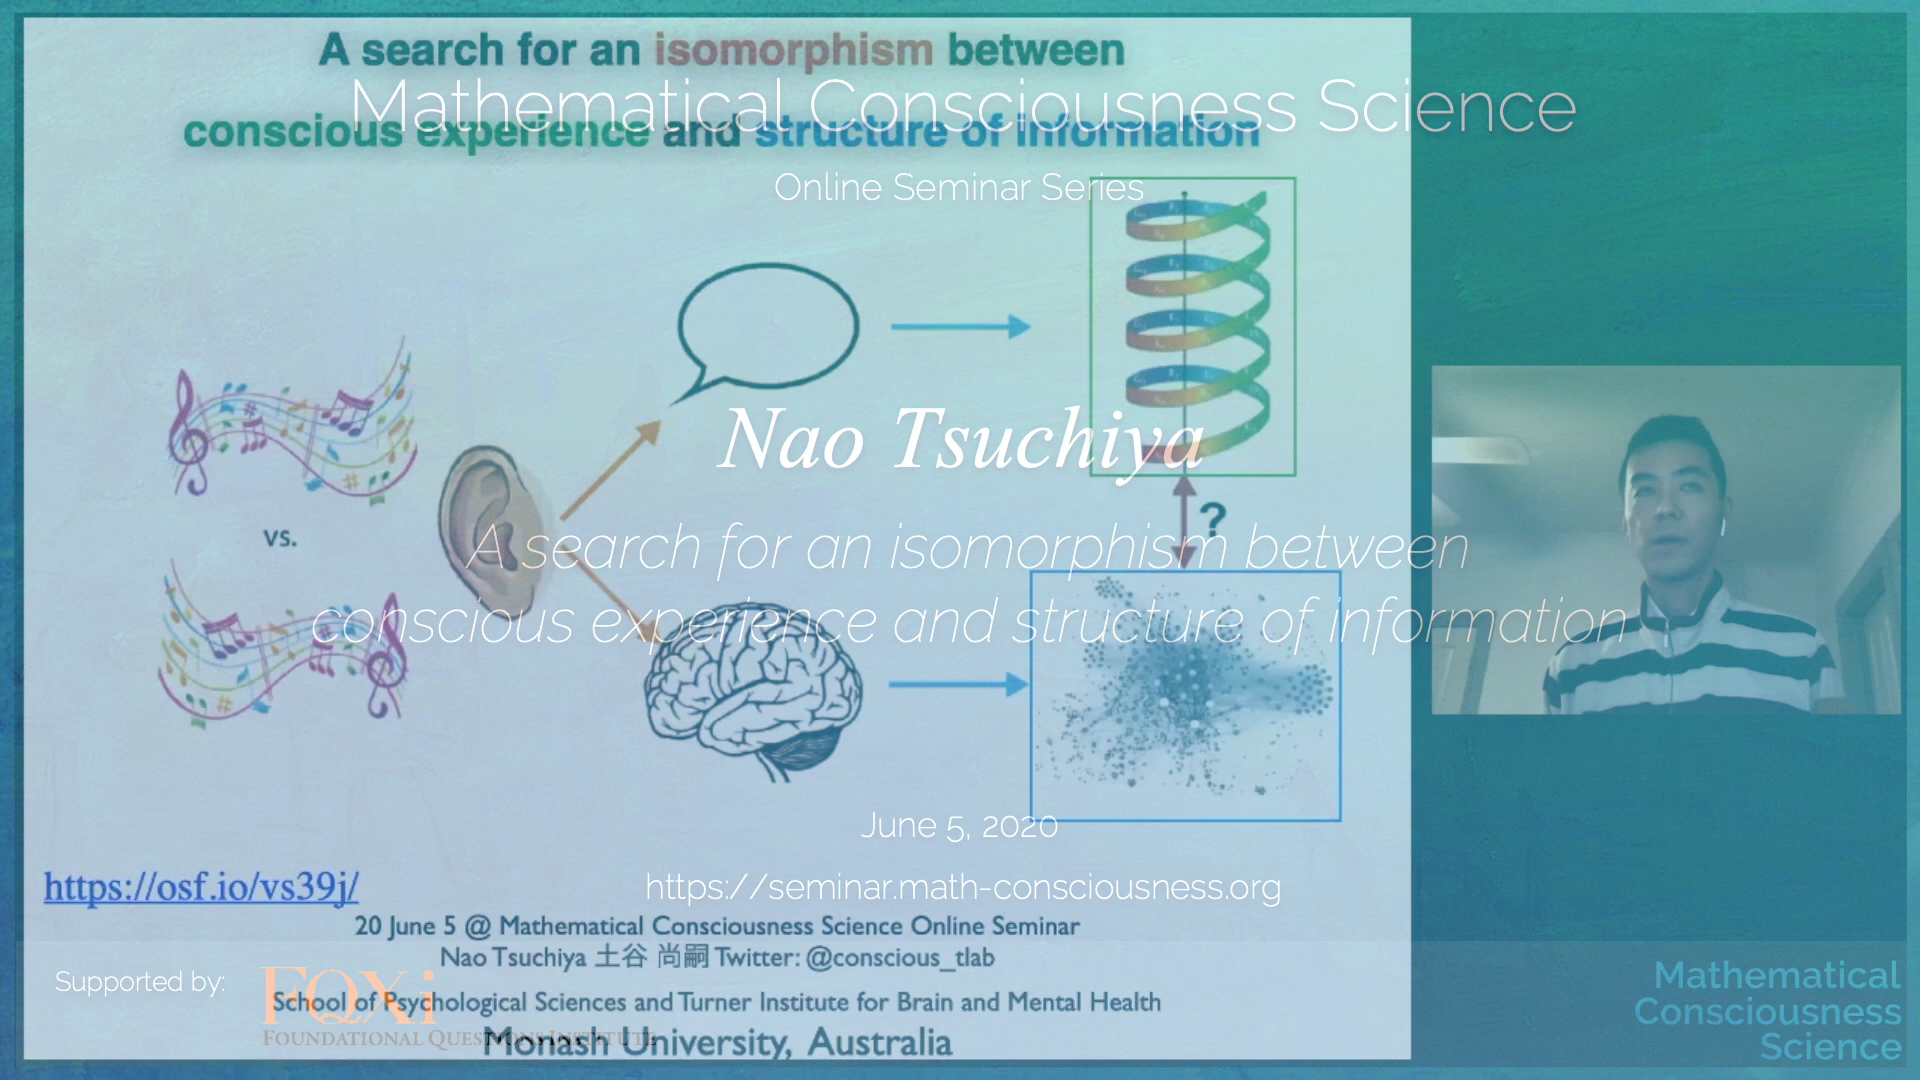 A search for an isomorphism between
conscious experience and structure of information
Mathematical Consciousness Science
Online Seminar Series
Nao Tsuchiya
vs.
?
A search for an isomorphism between
conscious experience and structure of information
June 5, 2020
https://osf.io/vs39j/
https://seminar.math-consciousness.org
20 June 5 @ Mathematical Consciousness Science Online Seminar
Nao Tsuchiya 土谷 尚嗣 Twitter: @conscious_tlab
Supported by:
FQXi
FOUNDATIONAL QUESTIONS INSTITUTE
School of Psychological Sciences and Turner Institute for Brain and Mental Health
Monash University, Australia
Mathematical
Consciousness
Science